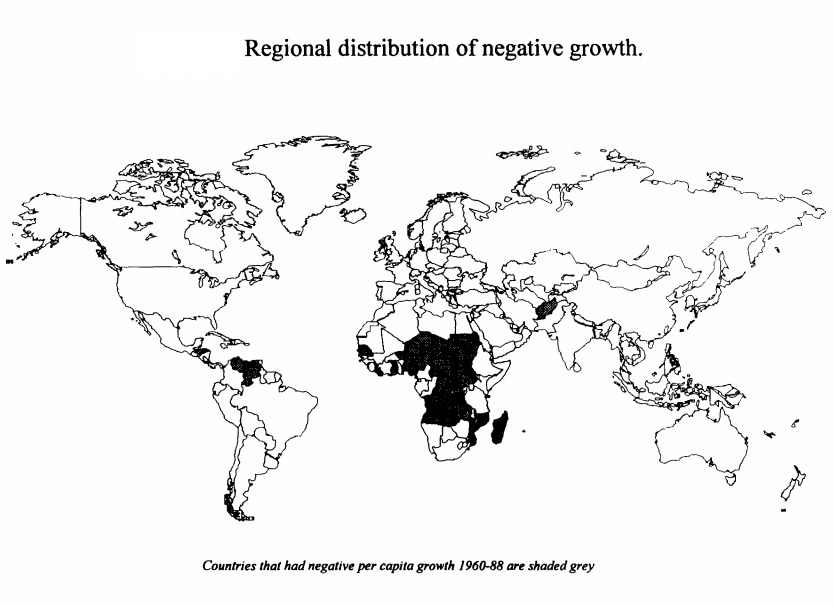 Regional distribution of negative growth.
Countries that had negative per capita growth 1960-88 are shaded grey